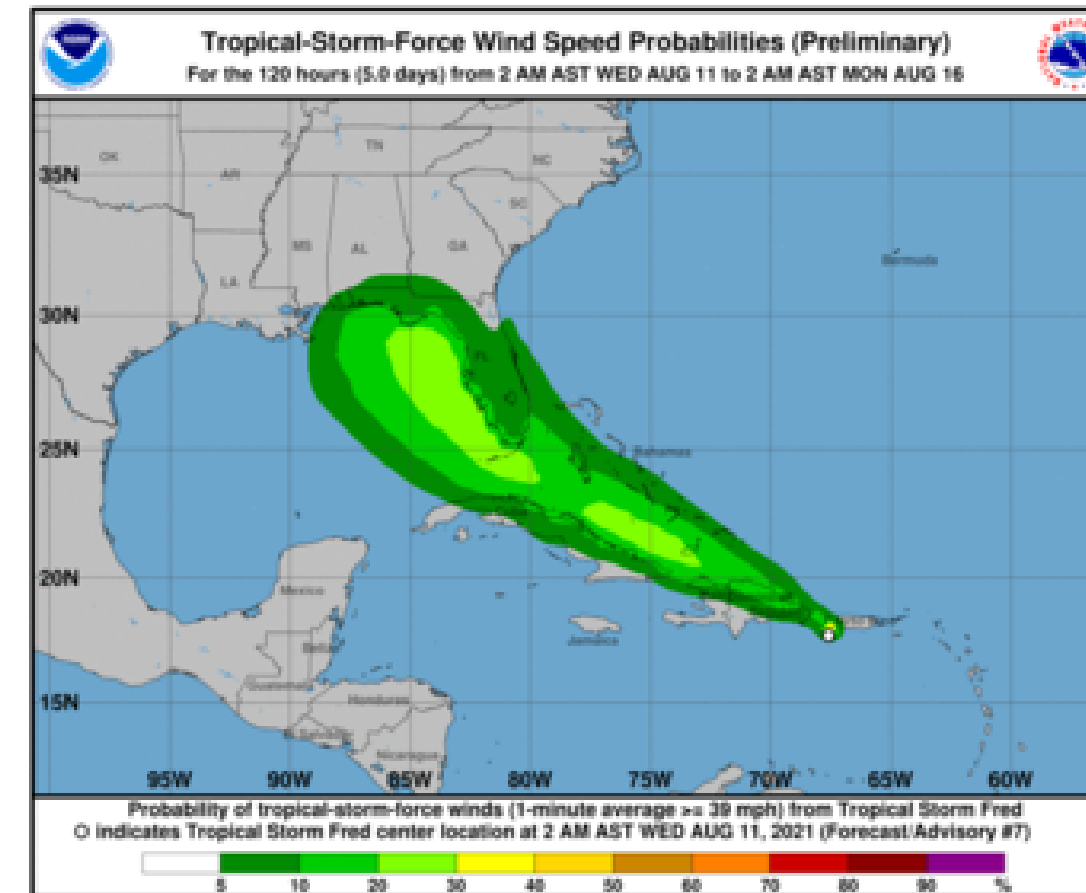 Tropical-Storm-Force Wind Speed Probabilities (Preliminary)
For the 120 hours (5.0 days) from 2 AM AST WED AUG 11 to 2 AM AST MON AUG 16
OK
TN
NC
35N
AR
SC
MS
AL
GA
Bermuda
LA
30N
FL
25N
Bahamas
20N
Mexico
Jamaica
Guatemala
Honduras
15N
El Salvador
Nicaragua
95W
90W
85W
80W
75W
70W
65W
60W
Probability of tropical-storm-force winds (1-minute average >= 39 mph) from Tropical Storm Fred
O indicates Tropical Storm Fred center location at 2 AM AST WED AUG 11, 2021 (Forecast/Advisory #7)
5 10 20 30 40 50 60 70 80 90 %